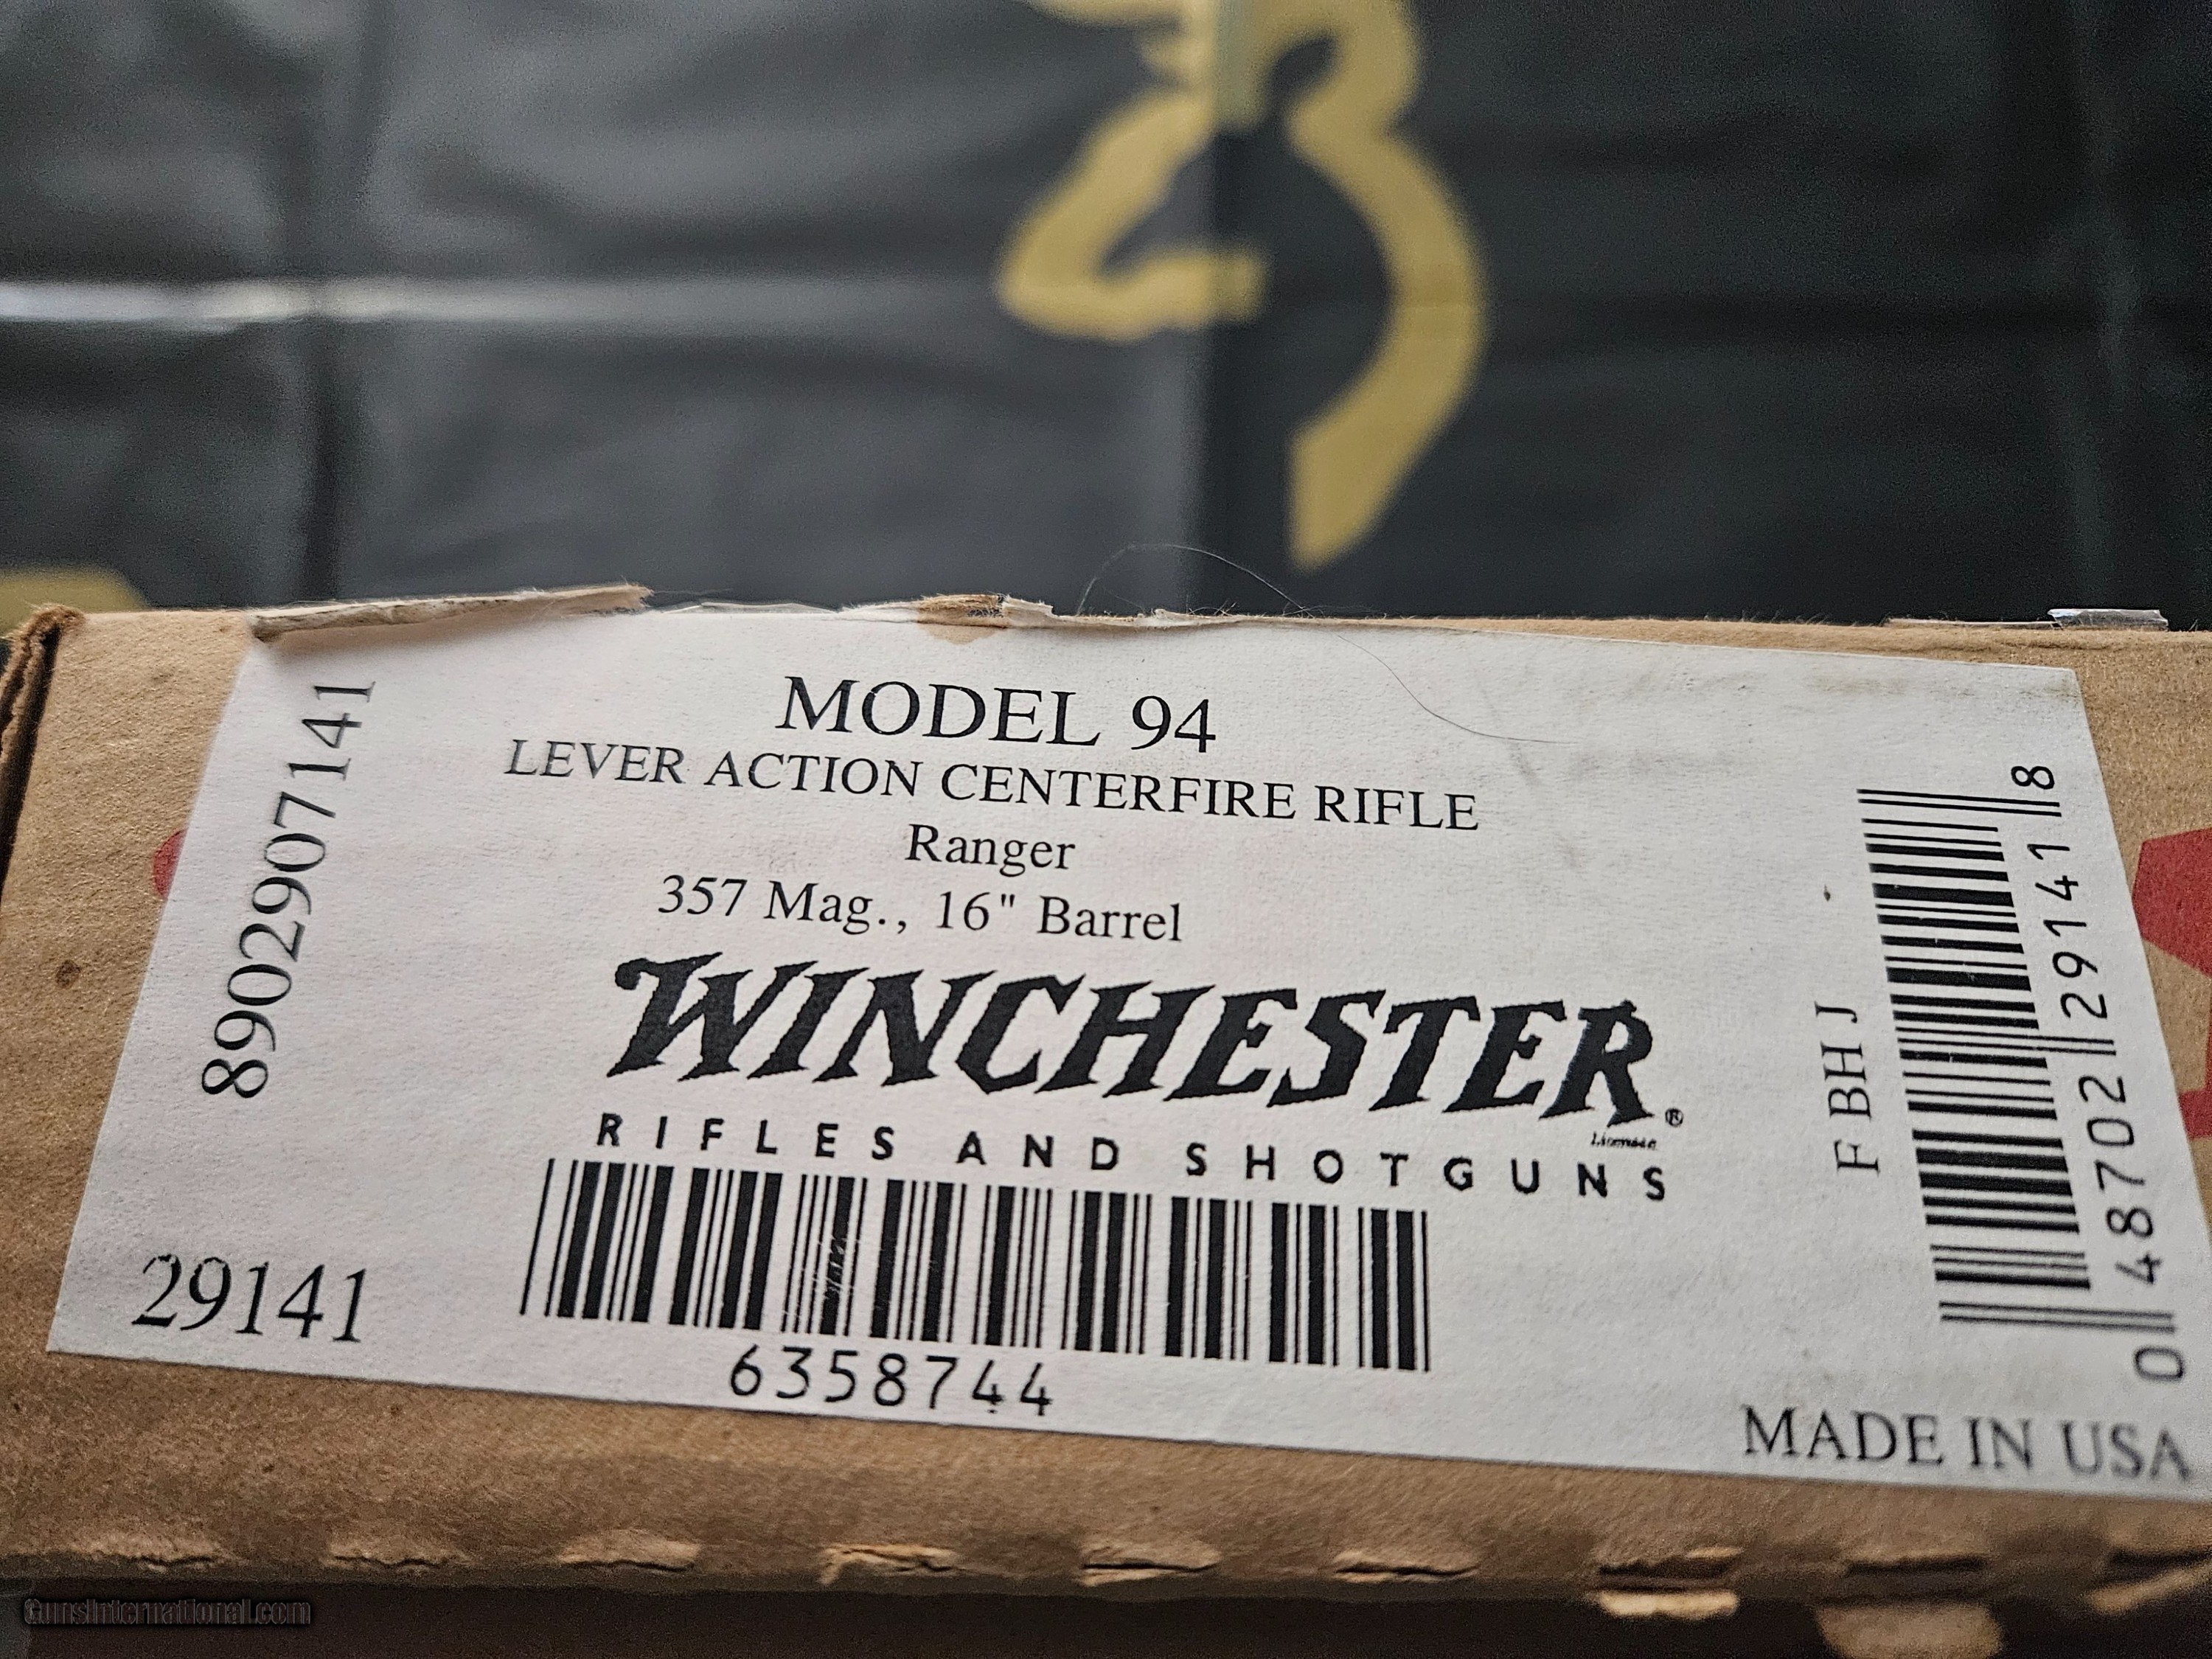 MODEL 94
LEVER ACTION CENTERFIRE RIFLE
Ranger
357 Mag., 16" Barrel
WINCHESTER®
Licensee
RIFLES AND SHOTGUNS
6358744
8902907141
29141
F BH J
0 48702 29141 8
MADE IN USA
GunsInternational.com